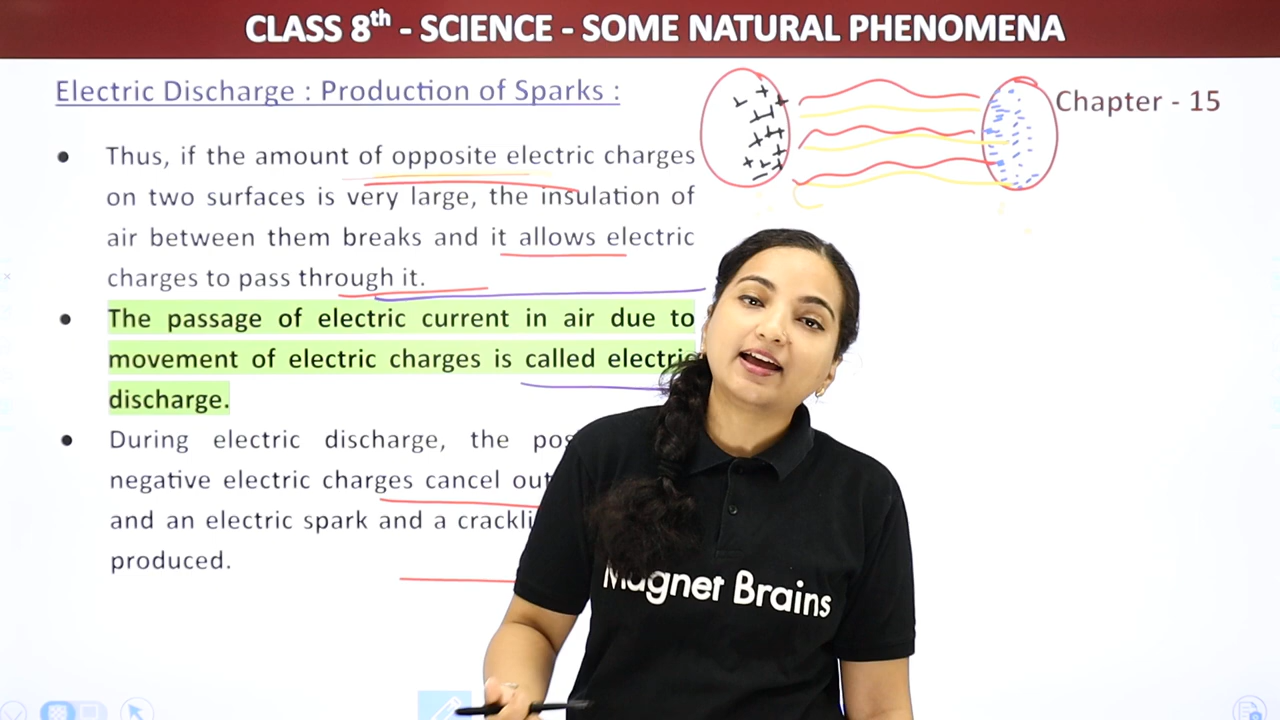 CLASS 8th - SCIENCE - SOME NATURAL PHENOMENA
Electric Discharge : Production of Sparks :
Chapter - 15
• Thus, if the amount of opposite electric charges
on two surfaces is very large, the insulation of
air between them breaks and it allows electric
charges to pass through it.
• The passage of electric current in air due to
movement of electric charges is called electric
discharge.
• During electric discharge, the
negative electric charges cancel
and an electric spark and a
produced.
Magnet Brains